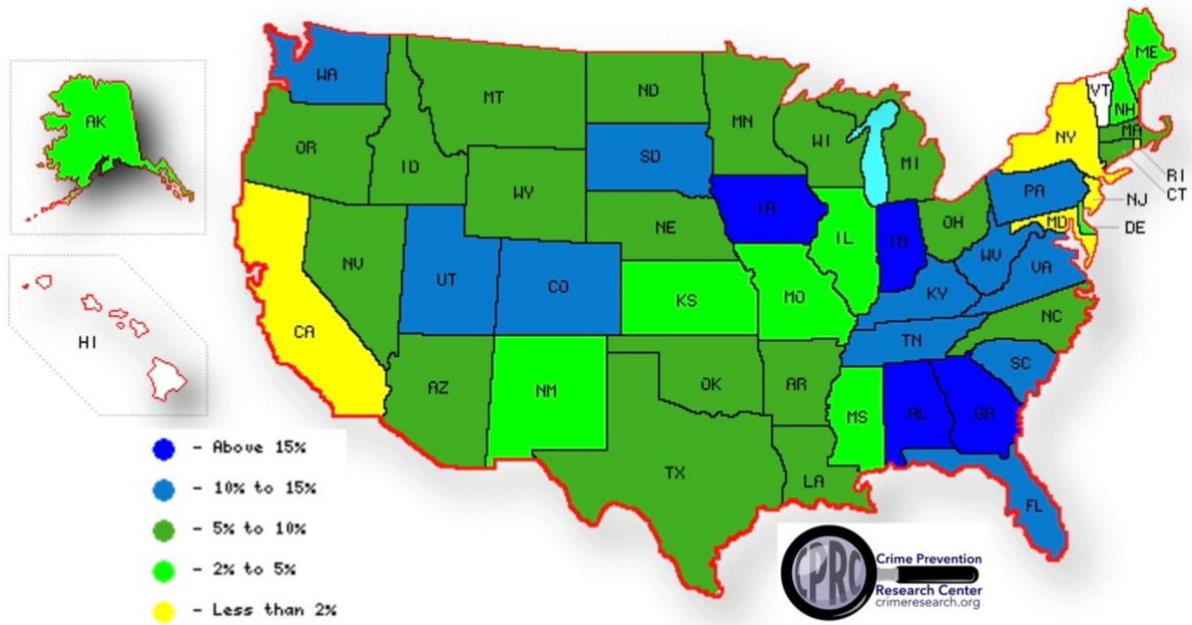 WA
MT
ND
MN
ME
VT
NH
AK
OR
ID
SD
WI
MI
NY
MA
WY
RI
CT
PA
NJ
IA
NE
OH
MD
DE
NV
IL
IN
UT
CO
WV
VA
KS
MO
KY
CA
HI
NC
TN
AZ
NM
OK
AR
SC
MS
AL
GA
TX
LA
FL
- Above 15%
- 10% to 15%
- 5% to 10%
- 2% to 5%
- Less than 2%
CPRC
Crime Prevention
Research Center
crimeresearch.org